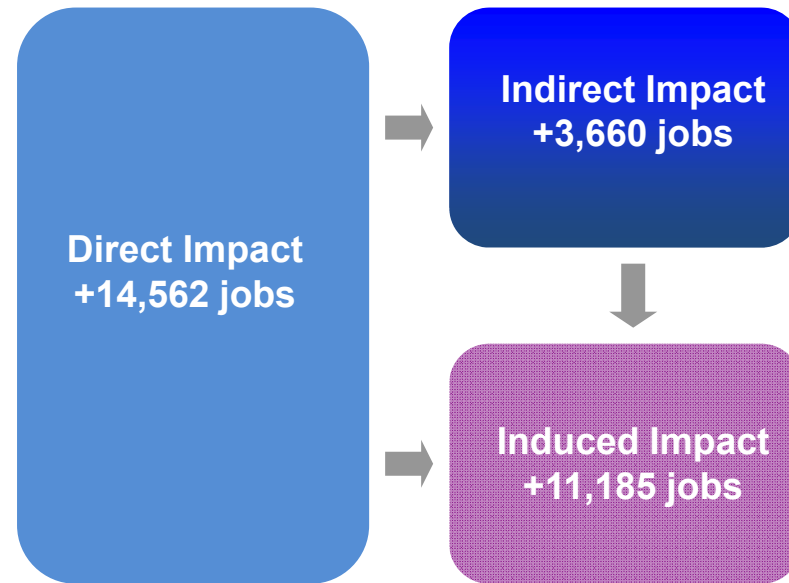 Direct Impact
+14,562 jobs
Indirect Impact
+3,660 jobs
Induced Impact
+11,185 jobs